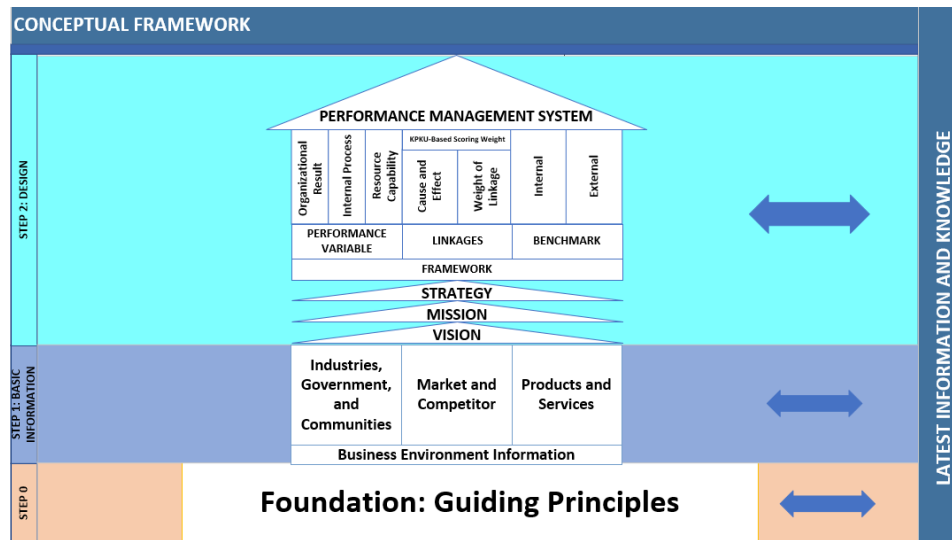 CONCEPTUAL FRAMEWORK
PERFORMANCE MANAGEMENT SYSTEM
Organizational
Result
Internal Process
Resource
Capability
KPKU-Based Scoring Weight
Cause and
Effect
Weight of
Linkage
Internal
External
PERFORMANCE
VARIABLE
LINKAGES
BENCHMARK
FRAMEWORK
STRATEGY
MISSION
VISION
STEP 2: DESIGN
Industries,
Government,
and
Communities
Market and
Competitor
Products and
Services
Business Environment Information
STEP 1: BASIC
INFORMATION
Foundation: Guiding Principles
STEP 0
LATEST INFORMATION AND KNOWLEDGE